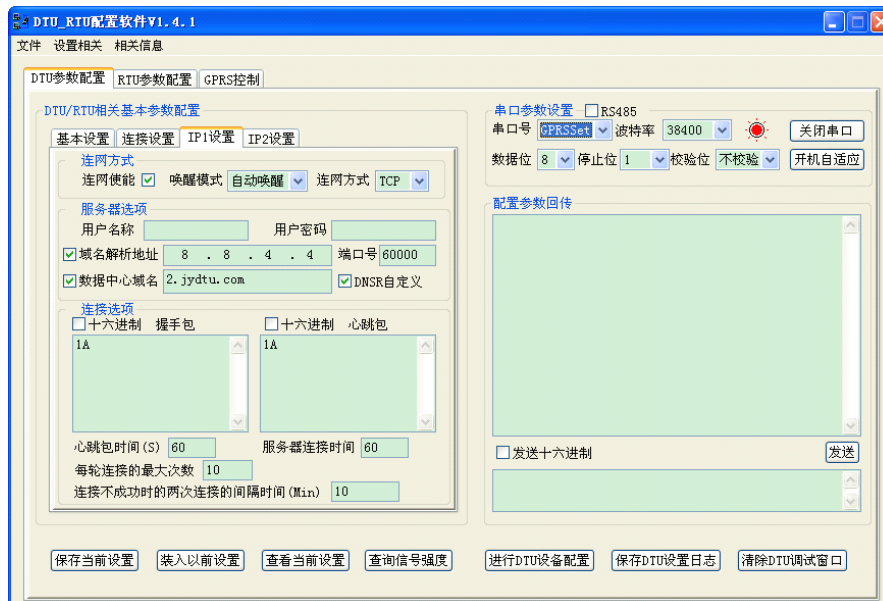 DTU_RTU配置软件V1.4.1
文件 设置相关 相关信息
DTU参数配置 RTU参数配置 GPRS控制
DTU/RTU相关基本参数配置
基本设置 连接设置 IP1设置 IP2设置
连网方式
连网使能 唤醒模式 自动唤醒 连网方式 TCP
服务器选项
用户名称 用户密码
域名解析地址 8 . 8 . 4 . 4 端口号 60000
数据中心域名 2.jydtu.com DNSR自定义
连接选项
十六进制 握手包 十六进制 心跳包
1A 1A
心跳包时间(S) 60 服务器连接时间 60
每轮连接的最大次数 10
连接不成功时的两次连接的间隔时间(Min) 10
串口参数设置 RS485
串口号 GPRSSet 波特率 38400 关闭串口
数据位 8 停止位 1 校验位 不校验 开机自适应
配置参数回传
发送十六进制 发送
保存当前设置 装入以前设置 查看当前设置 查询信号强度 进行DTU设备配置 保存DTU设置日志 清除DTU调试窗口